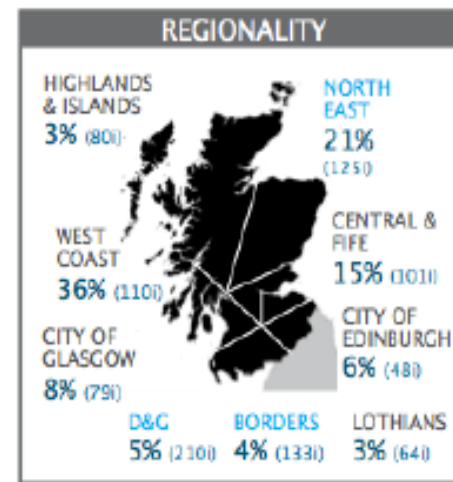 REGIONALITY
HIGHLANDS
& ISLANDS
3% (80i)
NORTH
EAST
21%
(125i)
WEST
COAST
36% (110i)
CENTRAL &
FIFE
15% (101i)
CITY OF
GLASGOW
8% (79i)
CITY OF
EDINBURGH
6% (48i)
D&G
5% (210i)
BORDERS
4% (133i)
LOTHIANS
3% (64i)